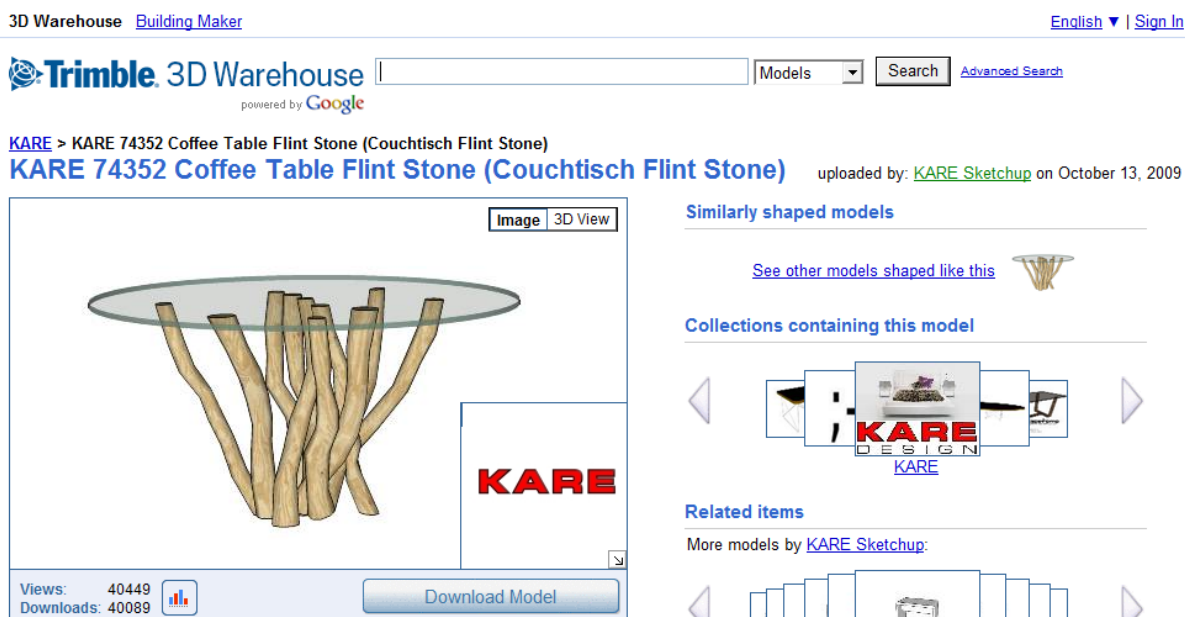 3D Warehouse Building Maker English ▼ | Sign In
Trimble. 3D Warehouse Models Search Advanced Search
powered by Google
KARE > KARE 74352 Coffee Table Flint Stone (Couchtisch Flint Stone)
KARE 74352 Coffee Table Flint Stone (Couchtisch Flint Stone) uploaded by: KARE Sketchup on October 13, 2009
Image 3D View
Similarly shaped models
See other models shaped like this
Collections containing this model
KARE
DESIGN
KARE
KARE
Related items
More models by KARE Sketchup:
Views: 40449
Downloads: 40089
Download Model